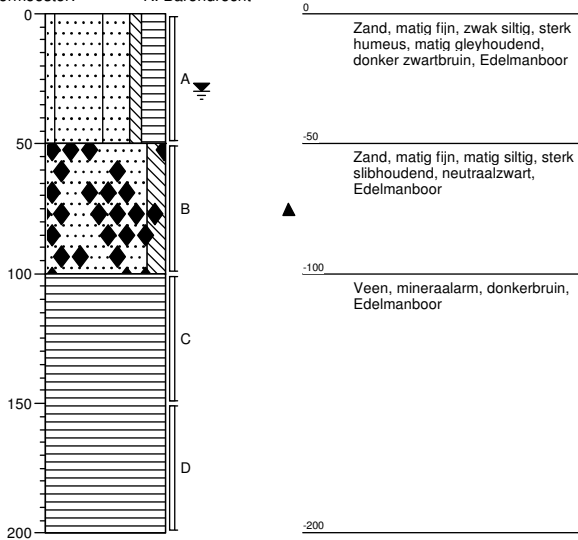 0
A
50
B
100
C
150
D
200
0
Zand, matig fijn, zwak siltig, sterk
humeus, matig gleyhoudend,
donker zwartbruin, Edelmanboor
-50
Zand, matig fijn, matig siltig, sterk
slibhoudend, neutraalzwart,
Edelmanboor
-100
Veen, mineraalarm, donkerbruin,
Edelmanboor
-200